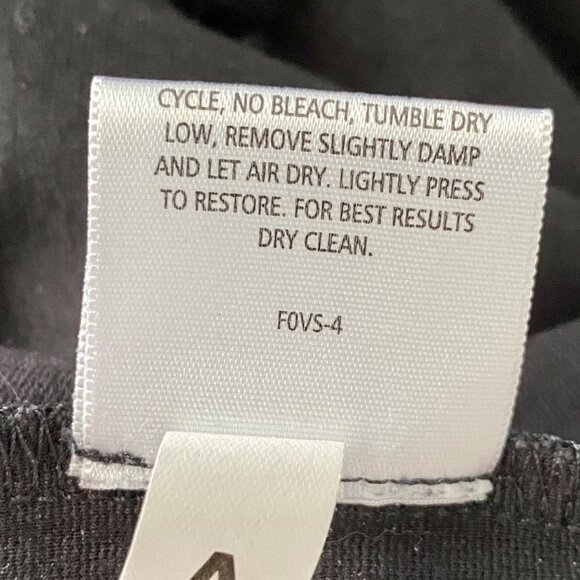 CYCLE, NO BLEACH, TUMBLE DRY
LOW, REMOVE SLIGHTLY DAMP
AND LET AIR DRY. LIGHTLY PRESS
TO RESTORE. FOR BEST RESULTS
DRY CLEAN.
F0VS-4